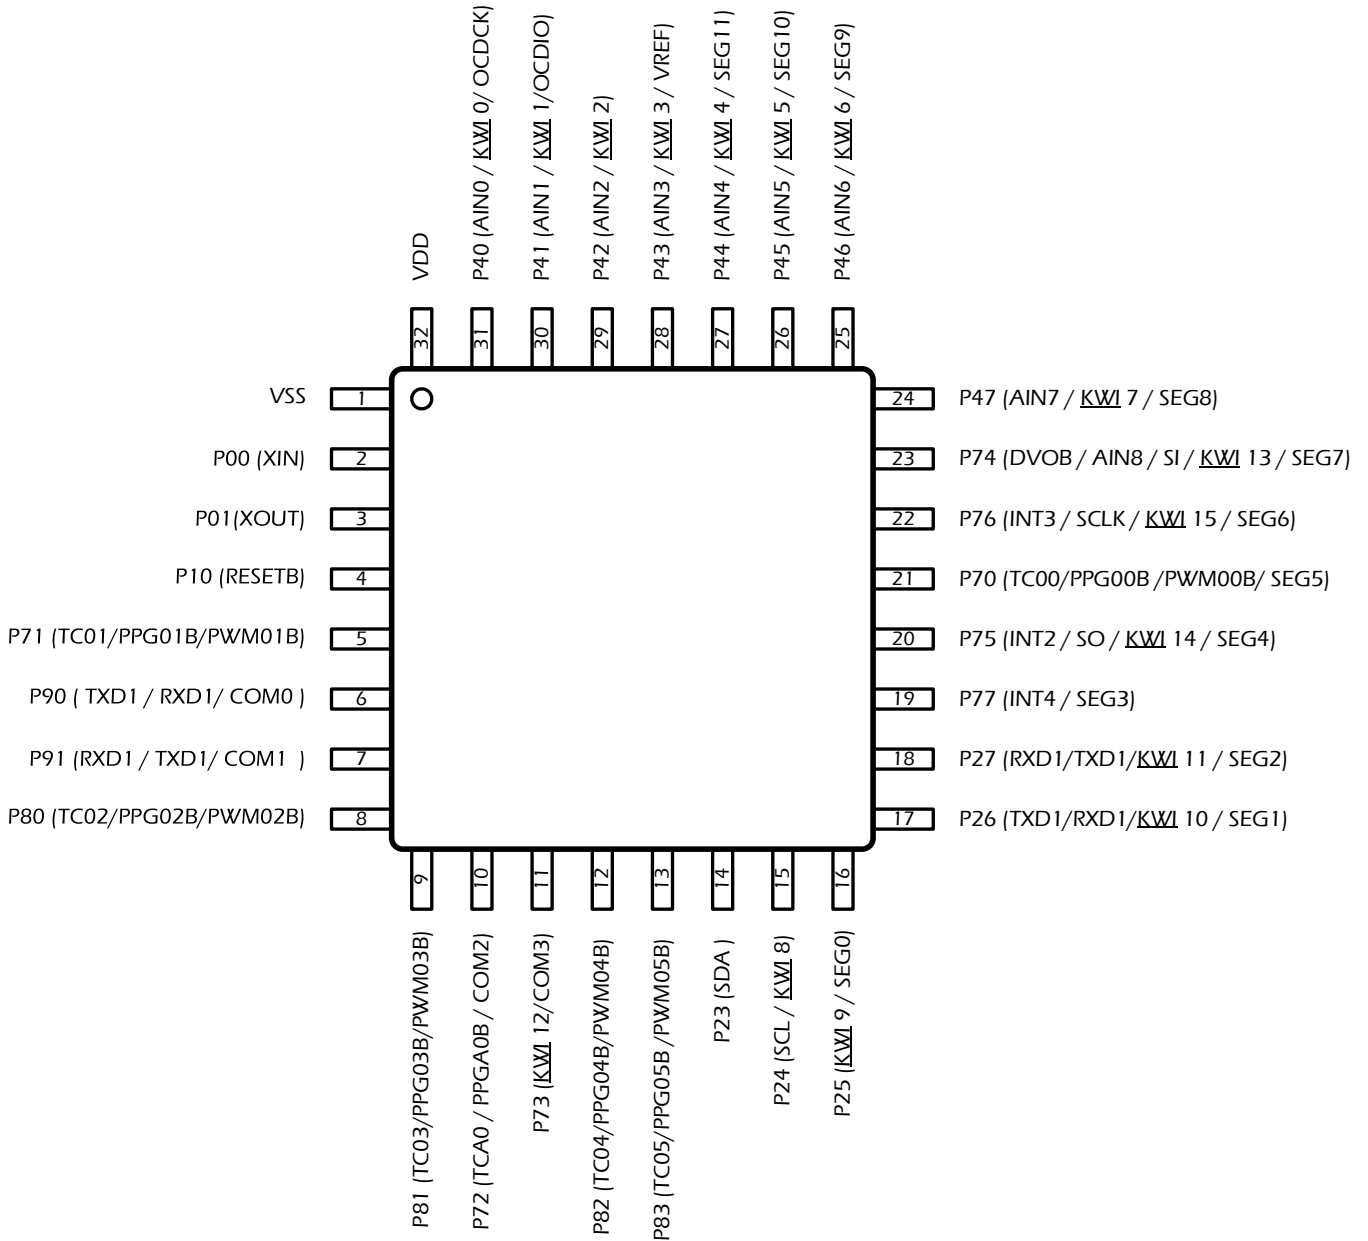 P40 (AIN0 / KWI 0/ OCDCK)
P41 (AIN1 / KWI 1/OCDIO)
P42 (AIN2 / KWI 2)
P43 (AIN3 / KWI 3 / VREF)
P44 (AIN4 / KWI 4 / SEG11)
P45 (AIN5 / KWI 5 / SEG10)
P46 (AIN6 / KWI 6 / SEG9)
VDD
32
31
30
29
28
27
26
25
VSS
1
24
P47 (AIN7 / KWI 7 / SEG8)
P00 (XIN)
2
23
P74 (DVOB / AIN8 / SI / KWI 13 / SEG7)
P01(XOUT)
3
22
P76 (INT3 / SCLK / KWI 15 / SEG6)
P10 (RESETB)
4
21
P70 (TC00/PPG00B /PWM00B/ SEG5)
P71 (TC01/PPG01B/PWM01B)
5
20
P75 (INT2 / SO / KWI 14 / SEG4)
P90 ( TXD1 / RXD1/ COM0 )
6
19
P77 (INT4 / SEG3)
P91 (RXD1 / TXD1/ COM1 )
7
18
P27 (RXD1/TXD1/KWI 11 / SEG2)
P80 (TC02/PPG02B/PWM02B)
8
17
P26 (TXD1/RXD1/KWI 10 / SEG1)
9
10
11
12
13
14
15
16
P81 (TC03/PPG03B/PWM03B)
P72 (TCA0 / PPGA0B / COM2)
P73 (KWI 12/COM3)
P82 (TC04/PPG04B/PWM04B)
P83 (TC05/PPG05B /PWM05B)
P23 (SDA )
P24 (SCL / KWI 8)
P25 (KWI 9 / SEG0)